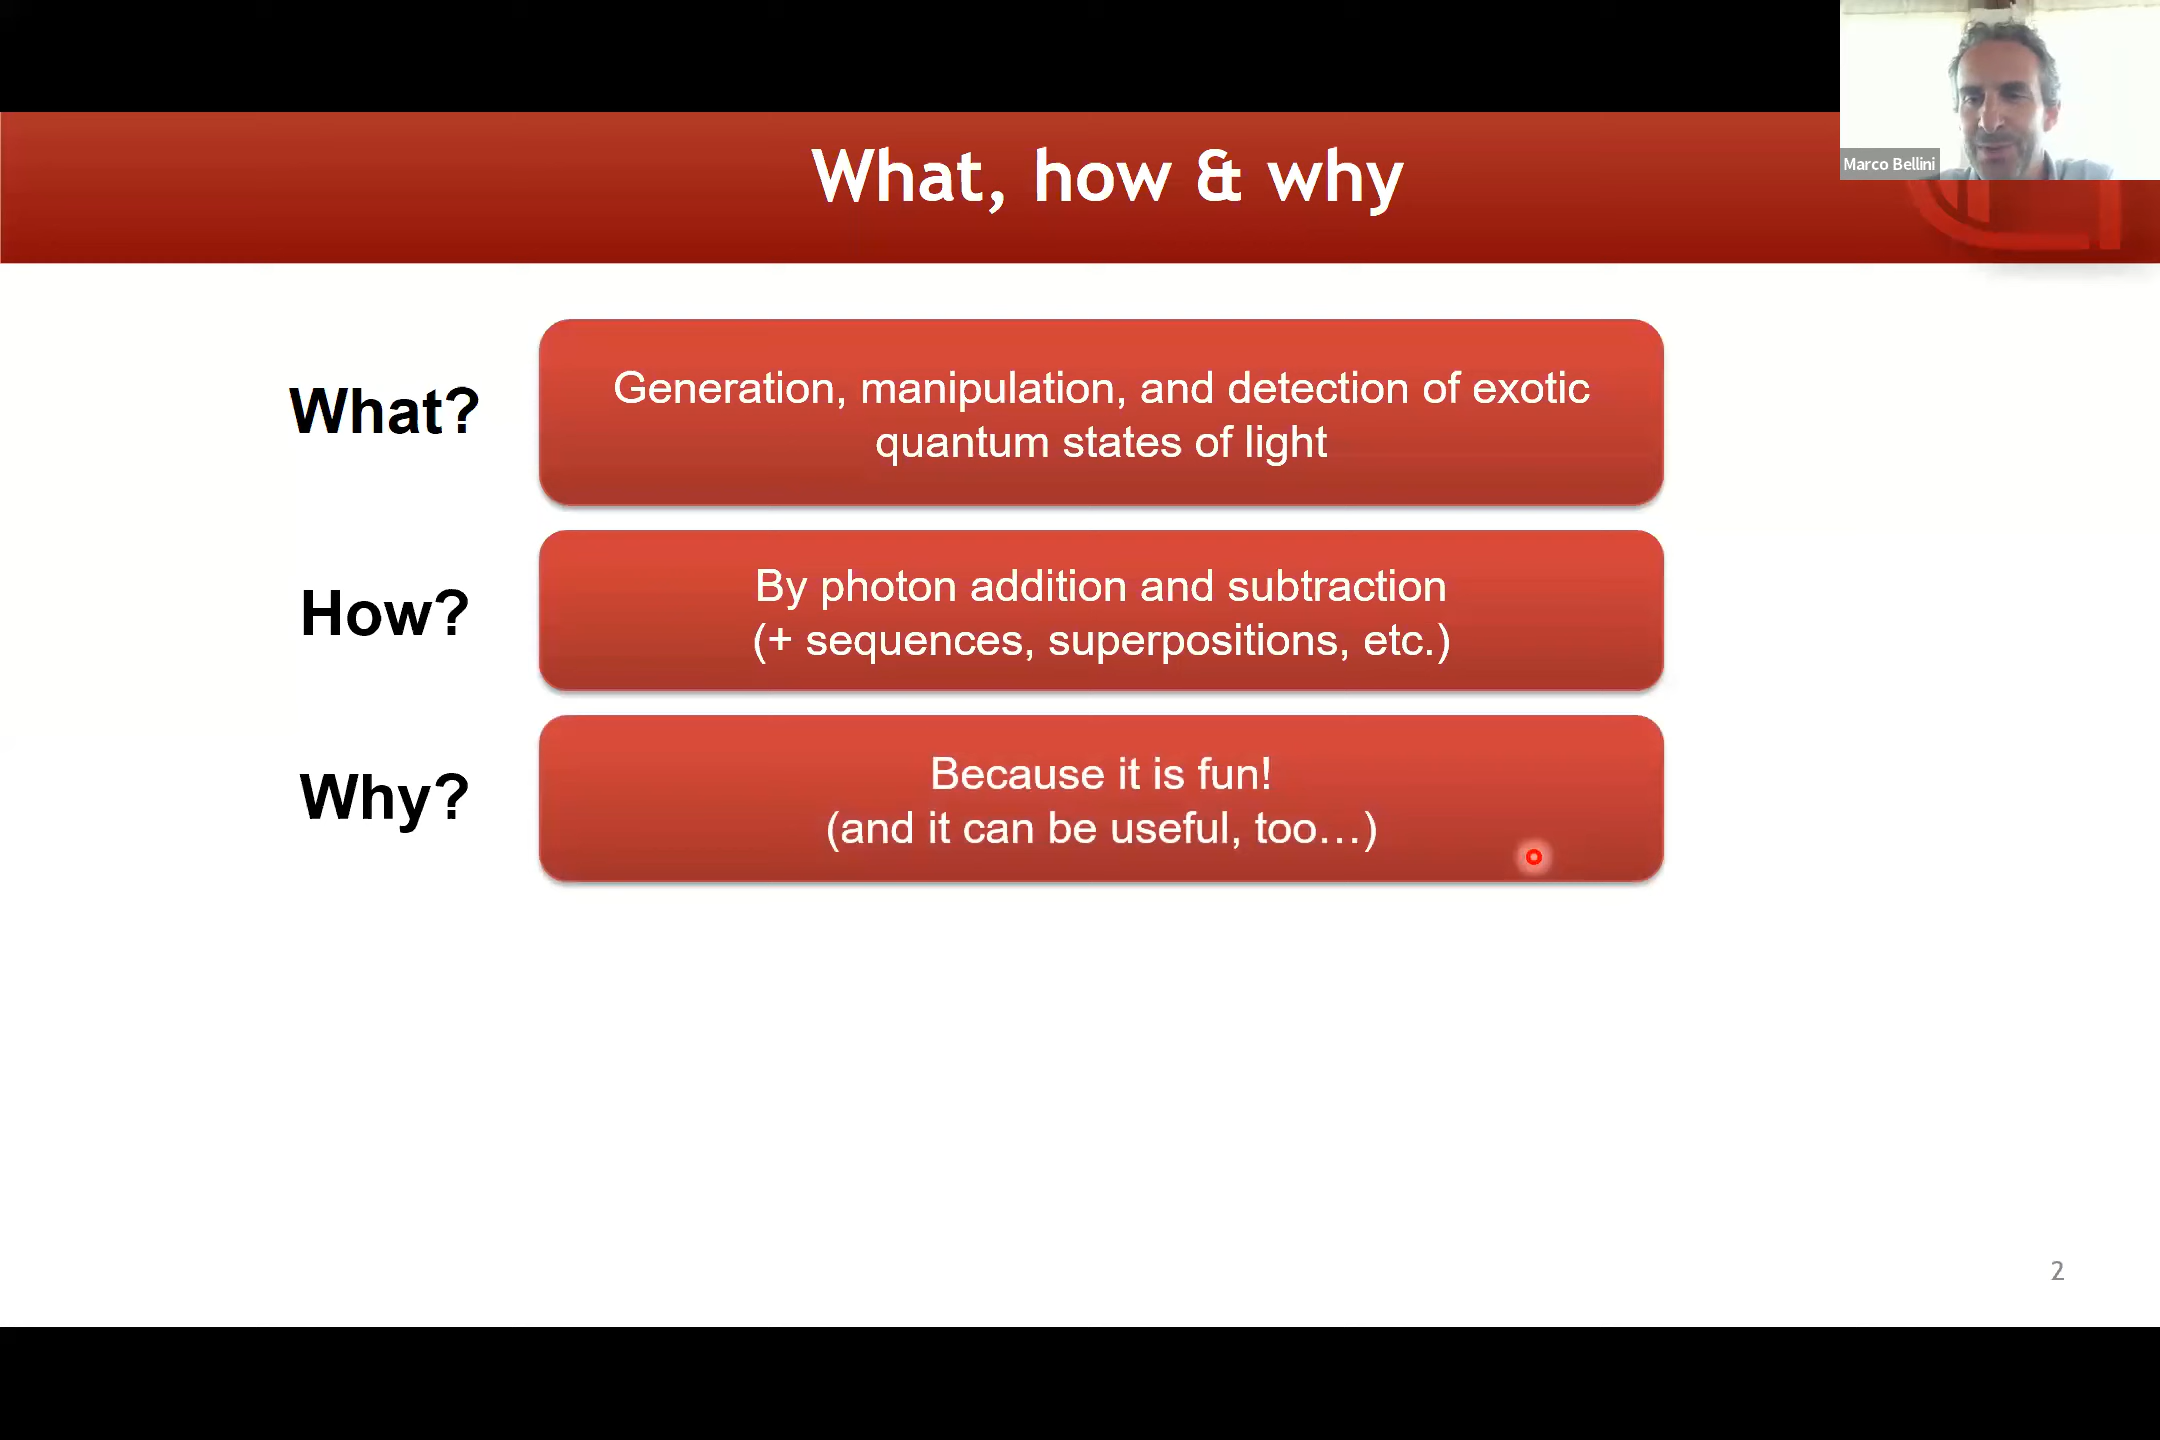 Marco Bellini
What, how & why
What?
Generation, manipulation, and detection of exotic
quantum states of light
How?
By photon addition and subtraction
(+ sequences, superpositions, etc.)
Why?
Because it is fun!
(and it can be useful, too…)
2